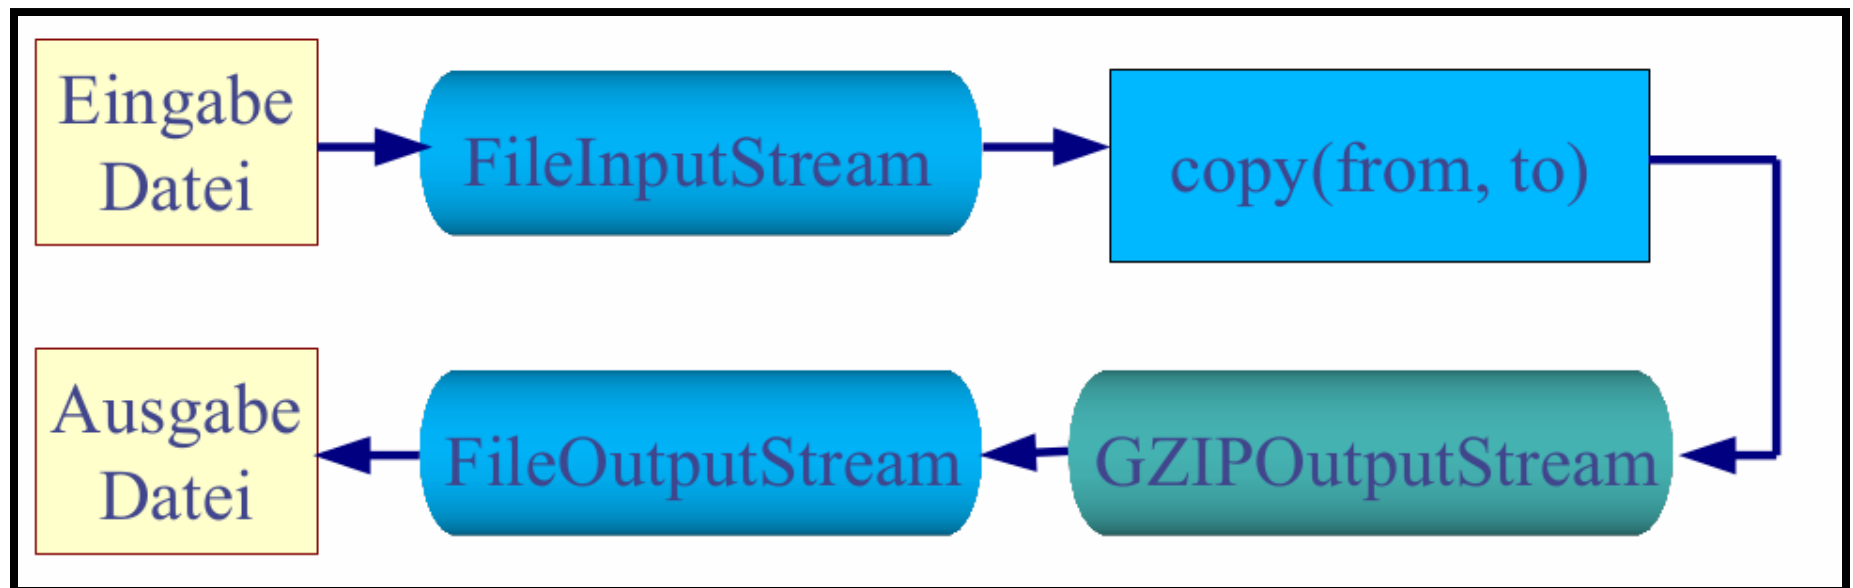 Eingabe
Datei
FileInputStream
copy(from, to)
Ausgabe
Datei
FileOutputStream
GZIPOutputStream